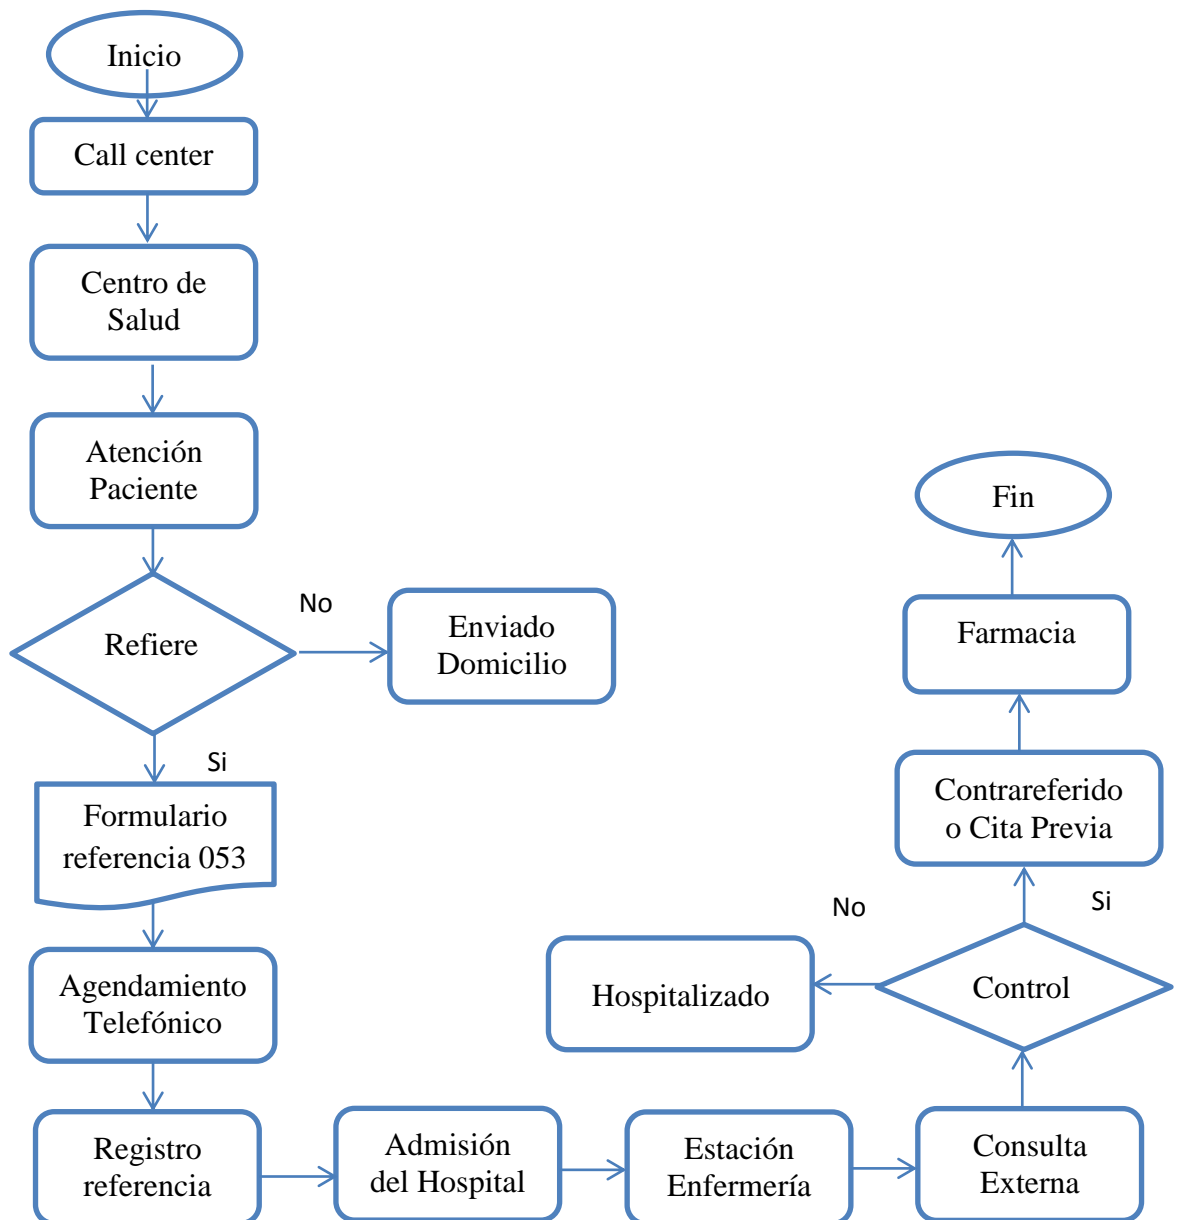 Inicio
Call center
Centro de
Salud
Atención
Paciente
Refiere
No
Enviado
Domicilio
Si
Formulario
referencia 053
Agendamiento
Telefónico
Registro
referencia
Admisión
del Hospital
Estación
Enfermería
Consulta
Externa
Control
No
Hospitalizado
Si
Contrareferido
o Cita Previa
Farmacia
Fin